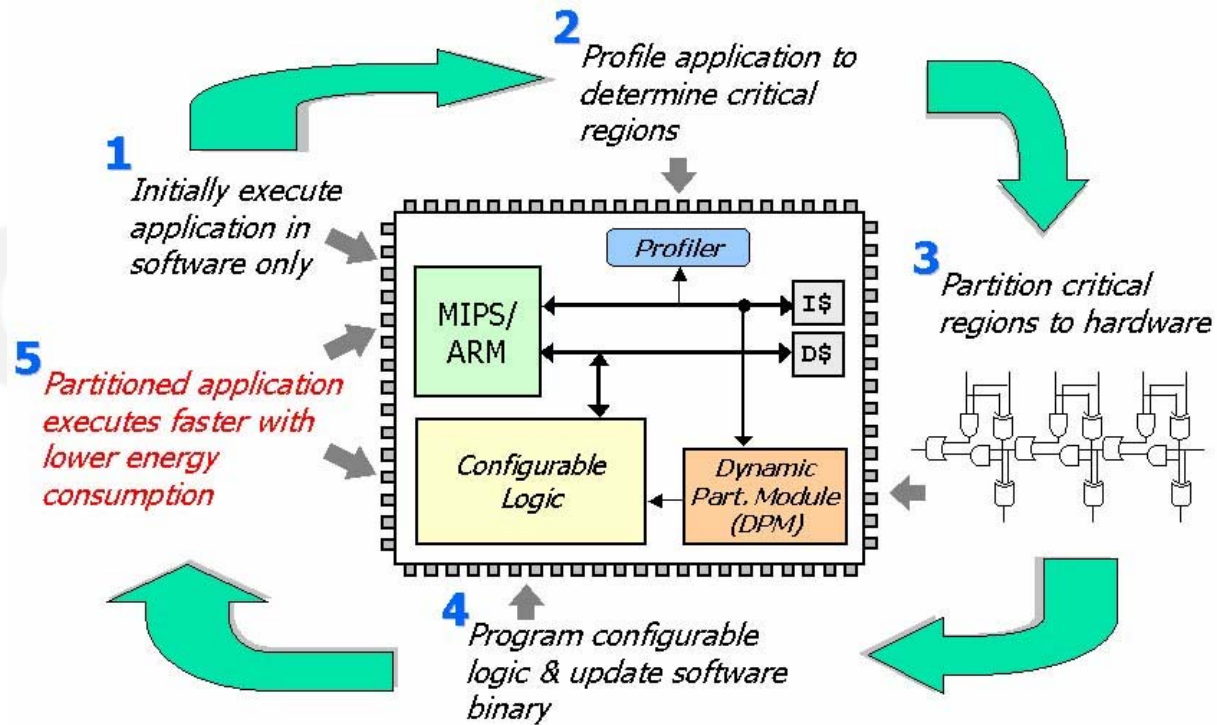 2
Profile application to
determine critical
regions
1
Initially execute
application in
software only
Profiler
MIPS/
ARM
I$
D$
3
Partition critical
regions to hardware
5
Partitioned application
executes faster with
lower energy
consumption
Configurable
Logic
Dynamic
Part. Module
(DPM)
4
Program configurable
logic & update software
binary